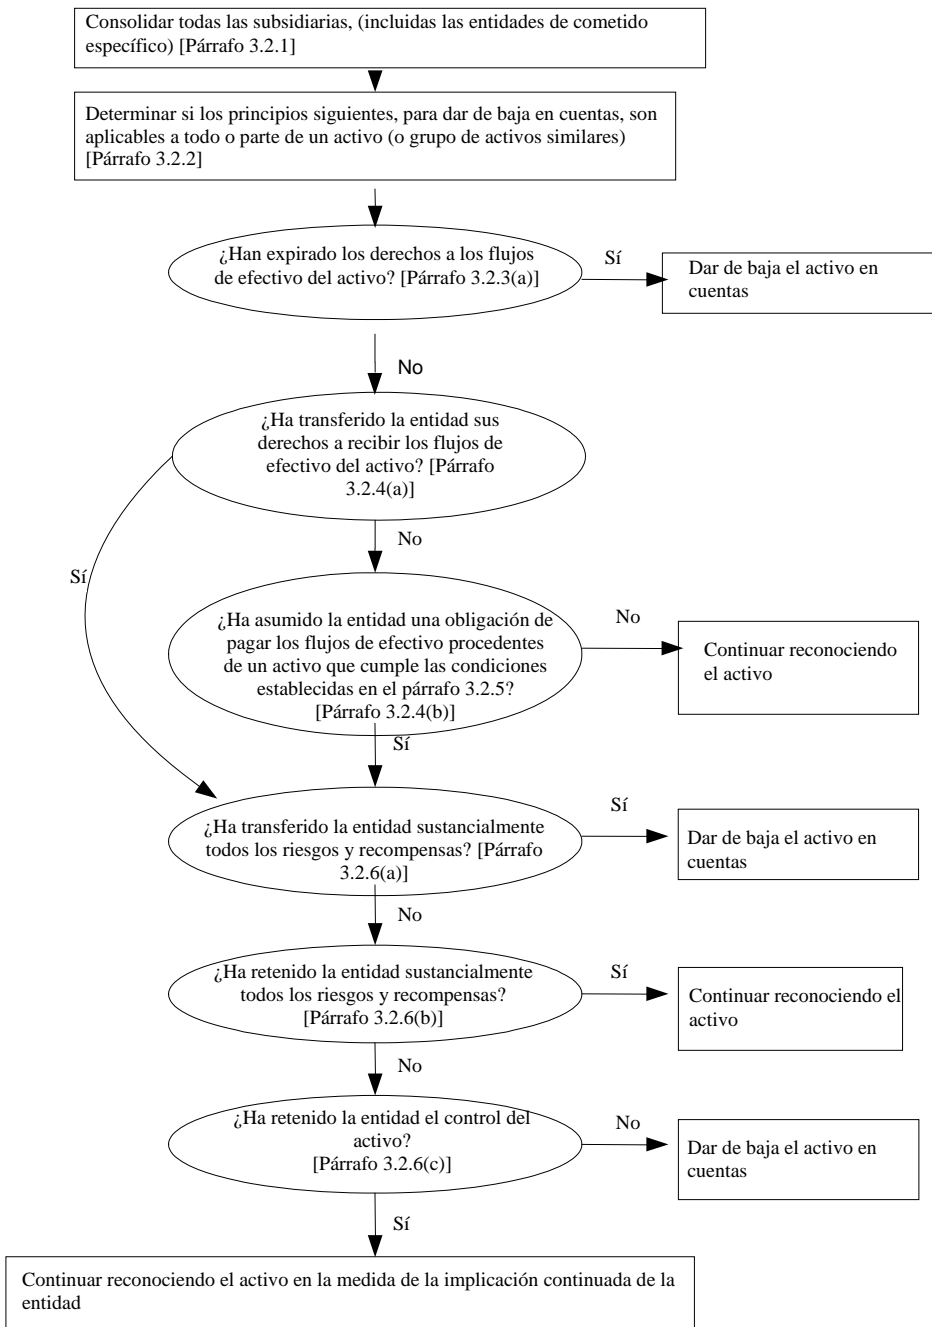 Consolidar todas las subsidiarias, (incluidas las entidades de cometido
específico) [Párrafo 3.2.1]
Determinar si los principios siguientes, para dar de baja en cuentas, son
aplicables a todo o parte de un activo (o grupo de activos similares)
[Párrafo 3.2.2]
¿Han expirado los derechos a los flujos
de efectivo del activo? [Párrafo 3.2.3(a)]
Sí
Dar de baja el activo en
cuentas
No
¿Ha transferido la entidad sus
derechos a recibir los flujos de
efectivo del activo? [Párrafo
3.2.4(a)]
No
Sí
¿Ha asumido la entidad una obligación de
pagar los flujos de efectivo procedentes
de un activo que cumple las condiciones
establecidas en el párrafo 3.2.5?
[Párrafo 3.2.4(b)]
No
Continuar reconociendo
el activo
Sí
¿Ha transferido la entidad sustancialmente
todos los riesgos y recompensas? [Párrafo
3.2.6(a)]
Sí
Dar de baja el activo en
cuentas
No
¿Ha retenido la entidad sustancialmente
todos los riesgos y recompensas?
[Párrafo 3.2.6(b)]
Sí
Continuar reconociendo el
activo
No
¿Ha retenido la entidad el control del
activo?
[Párrafo 3.2.6(c)]
No
Dar de baja el activo en
cuentas
Sí
Continuar reconociendo el activo en la medida de la implicación continuada de la
entidad